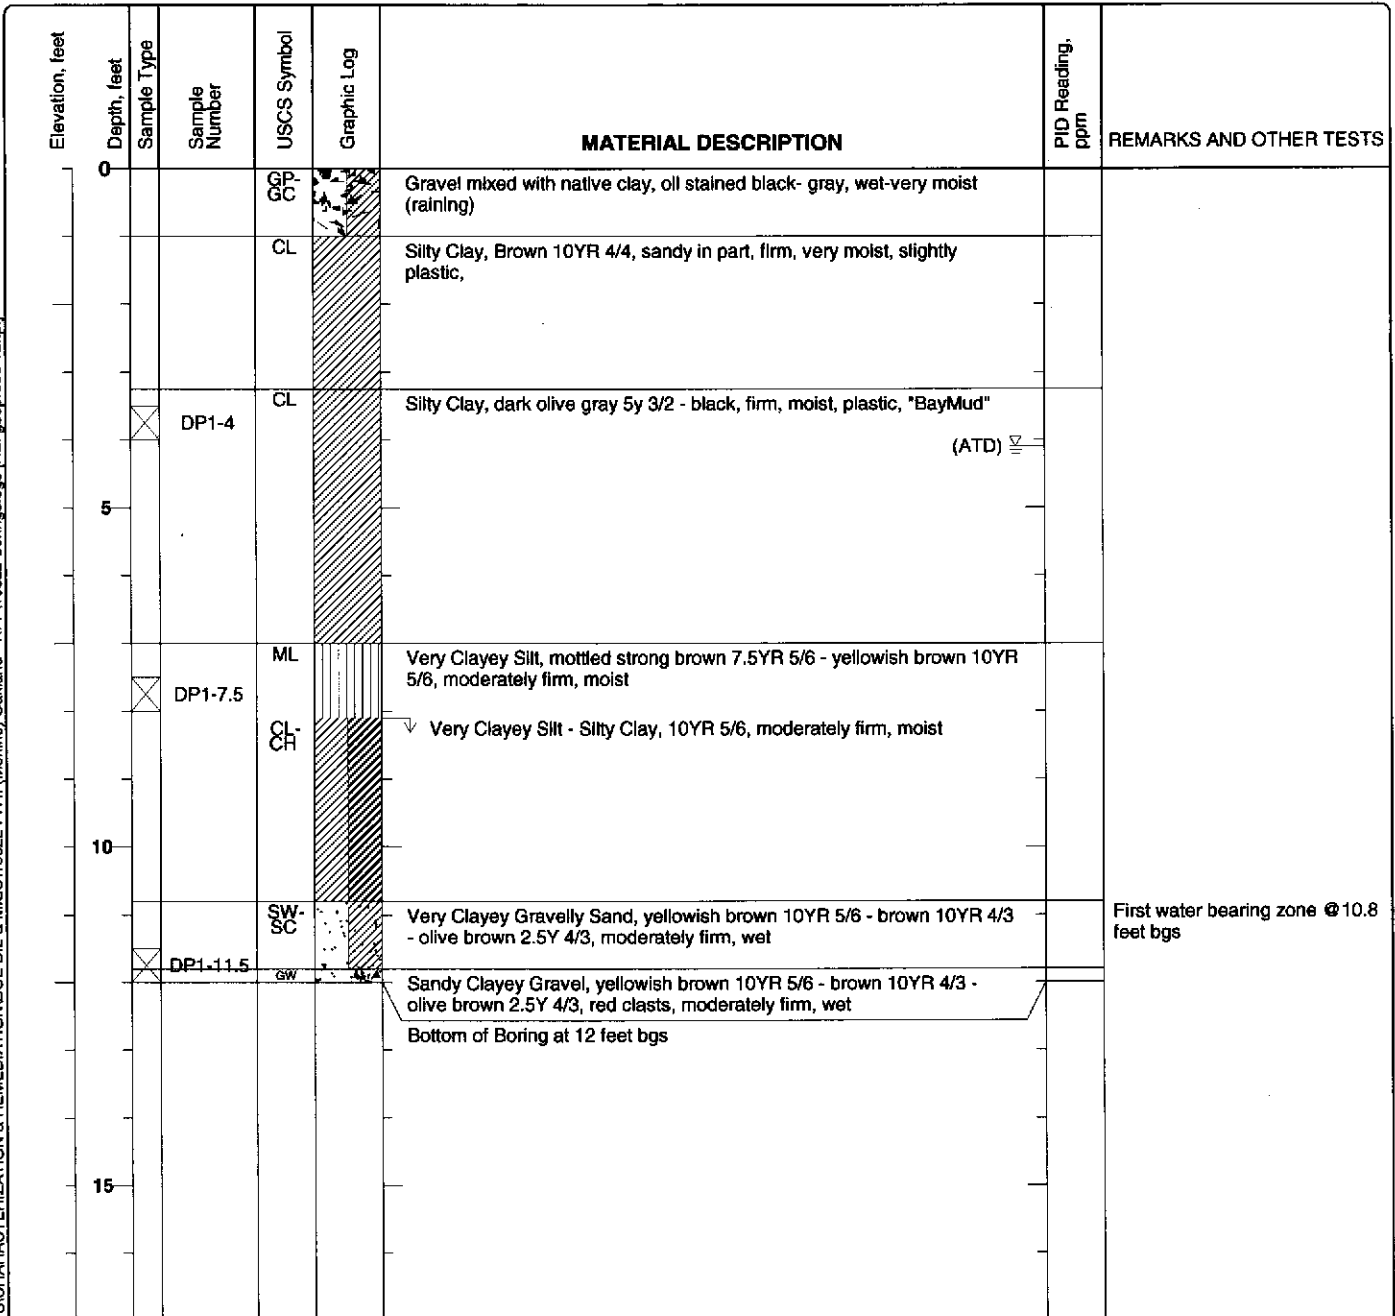 Elevation, feet
Depth, feet
Sample Type
Sample
Number
USCS Symbol
Graphic Log
MATERIAL DESCRIPTION
PID Reading,
ppm
REMARKS AND OTHER TESTS
0
GP-
GC
Gravel mixed with native clay, oil stained black- gray, wet-very moist
(raining)
CL
Silty Clay, Brown 10YR 4/4, sandy in part, firm, very moist, slightly
plastic,
CL
Silty Clay, dark olive gray 5y 3/2 - black, firm, moist, plastic, "BayMud"
DP1-4
(ATD)
5
ML
Very Clayey Silt, mottled strong brown 7.5YR 5/6 - yellowish brown 10YR
5/6, moderately firm, moist
DP1-7.5
CL-
CH
Very Clayey Silt - Silty Clay, 10YR 5/6, moderately firm, moist
10
SW-
SC
Very Clayey Gravelly Sand, yellowish brown 10YR 5/6 - brown 10YR 4/3
- olive brown 2.5Y 4/3, moderately firm, wet
First water bearing zone @10.8
feet bgs
DP1-11.5
GW
Sandy Clayey Gravel, yellowish brown 10YR 5/6 - brown 10YR 4/3 -
olive brown 2.5Y 4/3, red clasts, moderately firm, wet
Bottom of Boring at 12 feet bgs
15